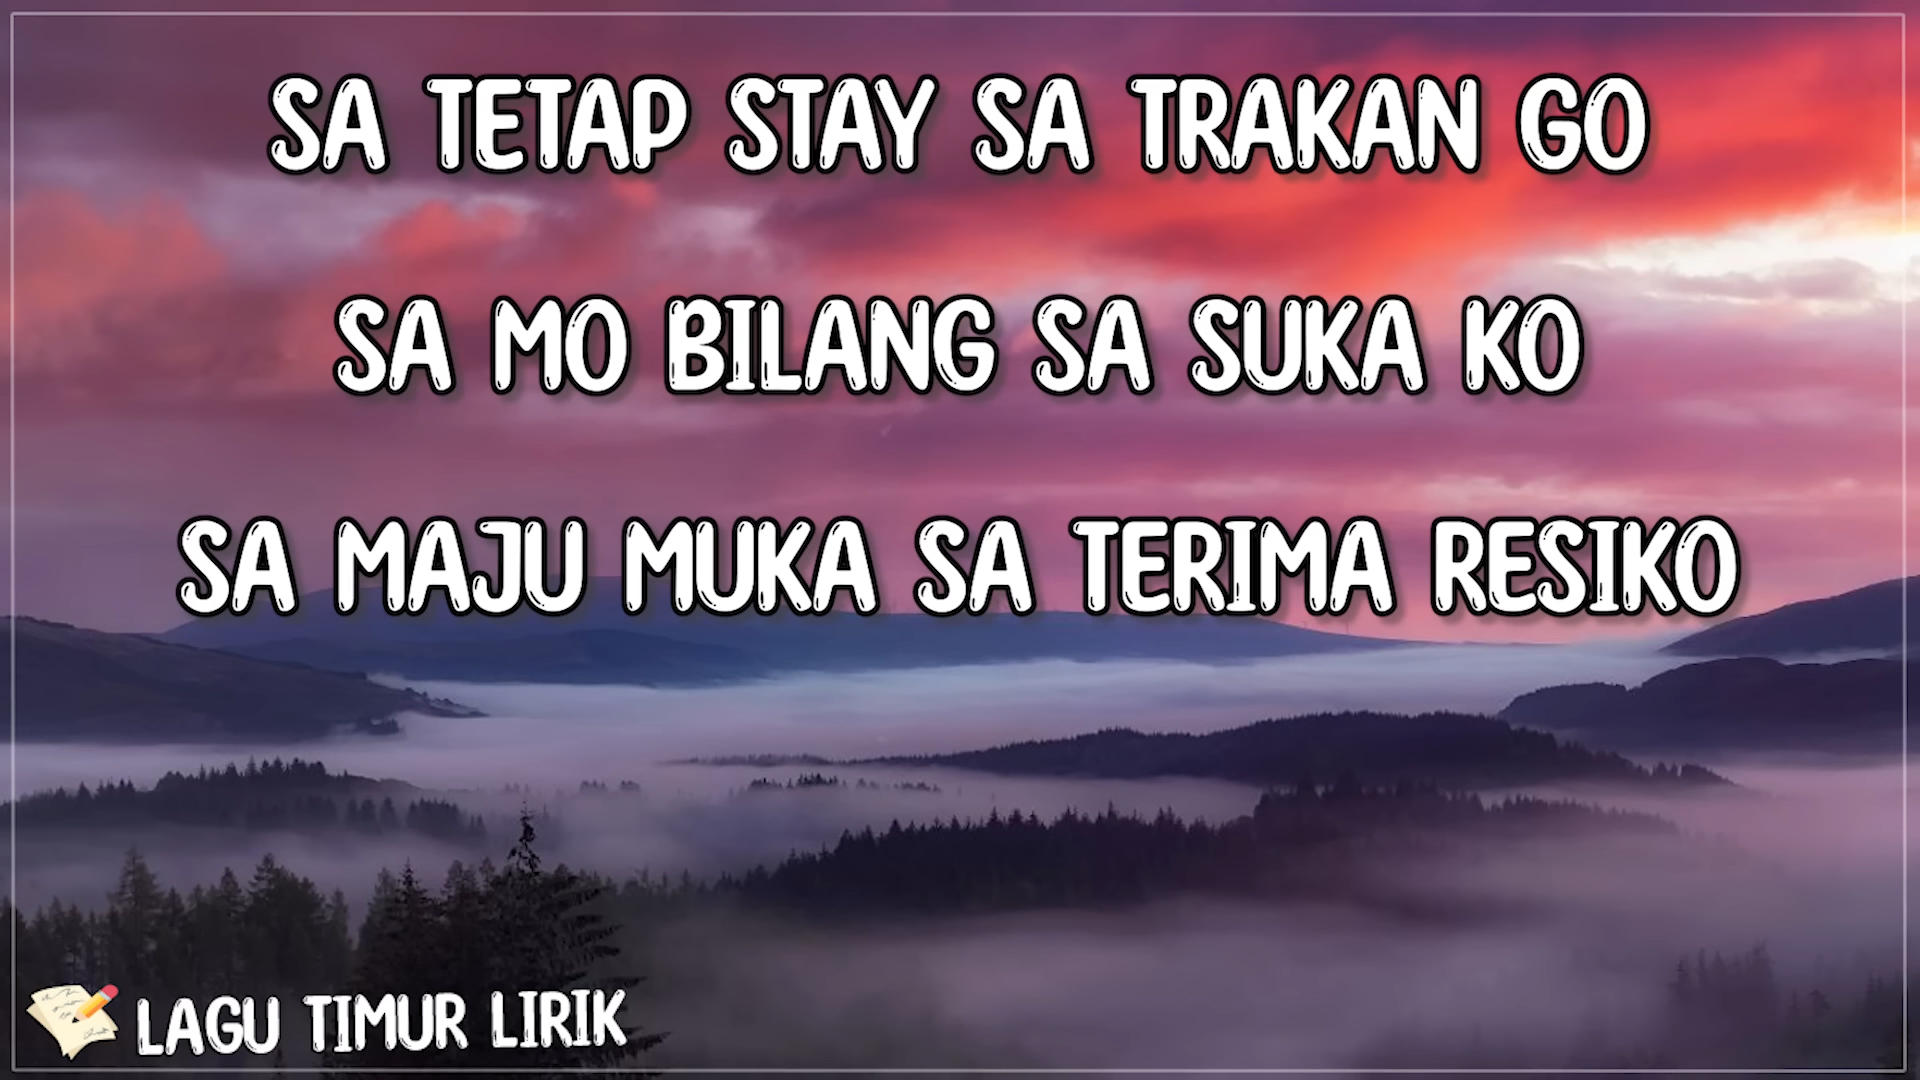 SA TETAP STAY SA TRAKAN GO
SA MO BILANG SA SUKA KO
SA MAJU MUKA SA TERIMA RESIKO
LAGU TIMUR LIRIK